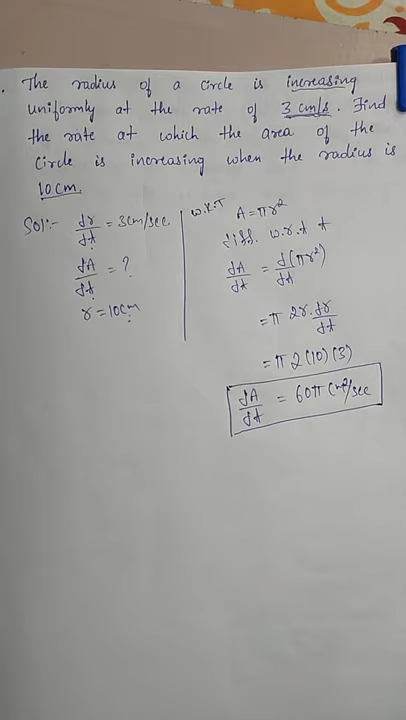 . The radius of a circle is increasing
uniformly at the rate of 3 cm/s. Find
the rate at which the area of the
circle is increasing when the radius is
10 cm.
Sol:- dr/dt = 3cm/sec
dA/dt = ?
r = 10cm
w.k.T A = πr²
diff. w.r.t t
dA/dt = d(πr²)/dt
= π 2r. dr/dt
= π 2 (10) (3)
dA/dt = 60π cm²/sec